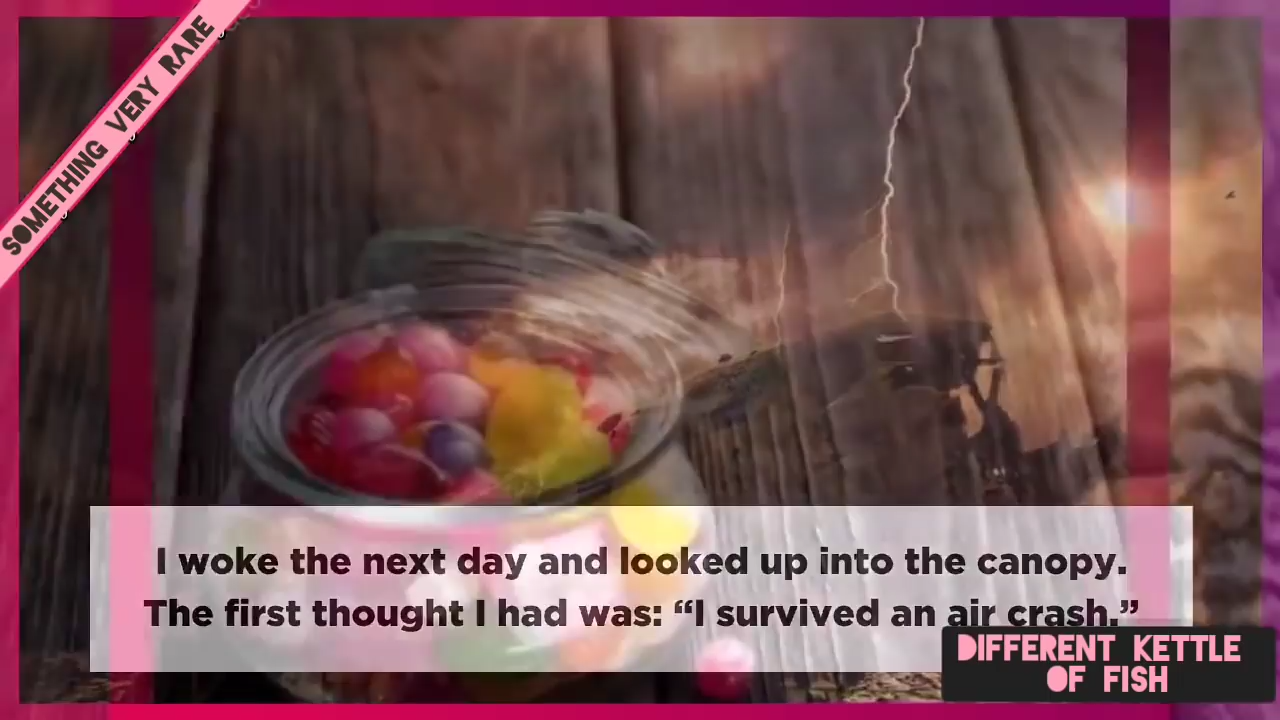 SOMETHING VERY RARE
I woke the next day and looked up into the canopy.
The first thought I had was: “I survived an air crash.”
DIFFERENT KETTLE
OF FISH